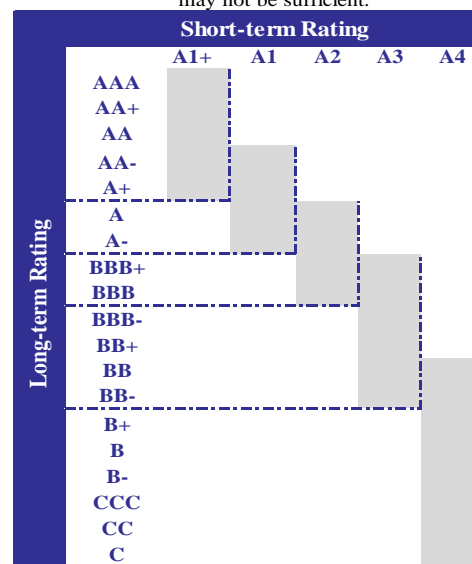 may not be sufficient.
Short-term Rating
A1+ A1 A2 A3 A4
Long-term Rating
AAA
AA+
AA
AA-
A+
A
A-
BBB+
BBB
BBB-
BB+
BB
BB-
B+
B
B-
CCC
CC
C